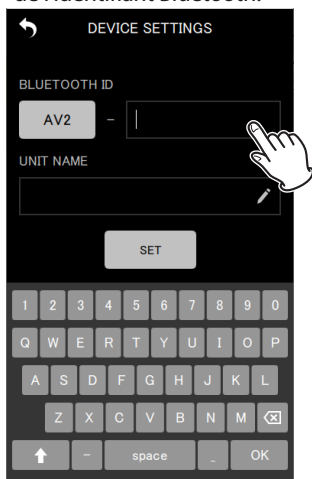 DEVICE SETTINGS
BLUETOOTH ID
AV2 –
UNIT NAME
SET
1 2 3 4 5 6 7 8 9 0
Q W E R T Y U I O P
A S D F G H J K L
Z X C V B N M
– space _ OK